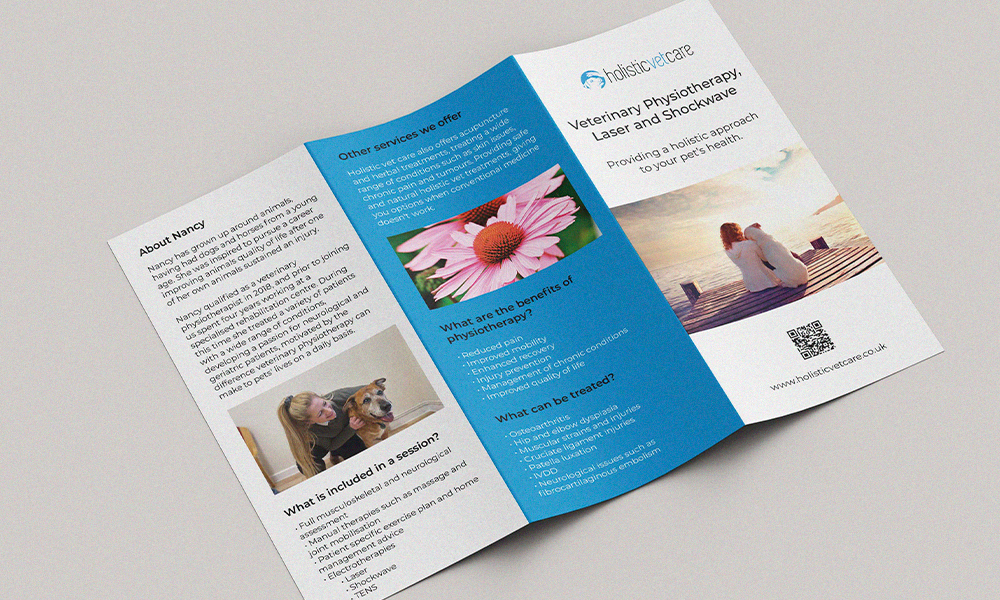 About Nancy
Nancy has grown up around animals,
having had dogs and horses from a young
age. She was inspired to pursue a career
improving animals quality of life after one
of her own animals sustained an injury.
Nancy qualified as a veterinary
physiotherapist in 2018, and prior to joining
us spent four years working at a
specialised rehabilitation centre. During
this time she treated a variety of patients
with a wide range of conditions,
developing a passion for neurological and
geriatric patients, motivated by the
difference veterinary physiotherapy can
make to pets' lives on a daily basis.
What is included in a session?
• Full musculoskeletal and neurological
assessment
• Manual therapies such as massage and
joint mobilisation
• Patient specific exercise plan and home
management advice
• Electrotherapies
• Laser
• Shockwave
• TENS
Other services we offer
Holistic vet care also offers acupuncture
and herbal treatments, treating a wide
range of conditions such as skin issues,
chronic pain and tumours. Providing safe
and natural holistic vet treatments, giving
you options when conventional medicine
doesn't work.
What are the benefits of
physiotherapy?
• Reduced pain
• Improved mobility
• Enhanced recovery
• Injury prevention
• Management of chronic conditions
• Improved quality of life
What can be treated?
• Osteoarthritis
• Hip and elbow dysplasia
• Muscular strains and injuries
• Cruciate ligament injuries
• Patella luxation
• IVDD
• Neurological issues such as
fibrocartilaginous embolism
holisticvetcare
Veterinary Physiotherapy,
Laser and Shockwave
Providing a holistic approach
to your pet's health.
www.holisticvetcare.co.uk